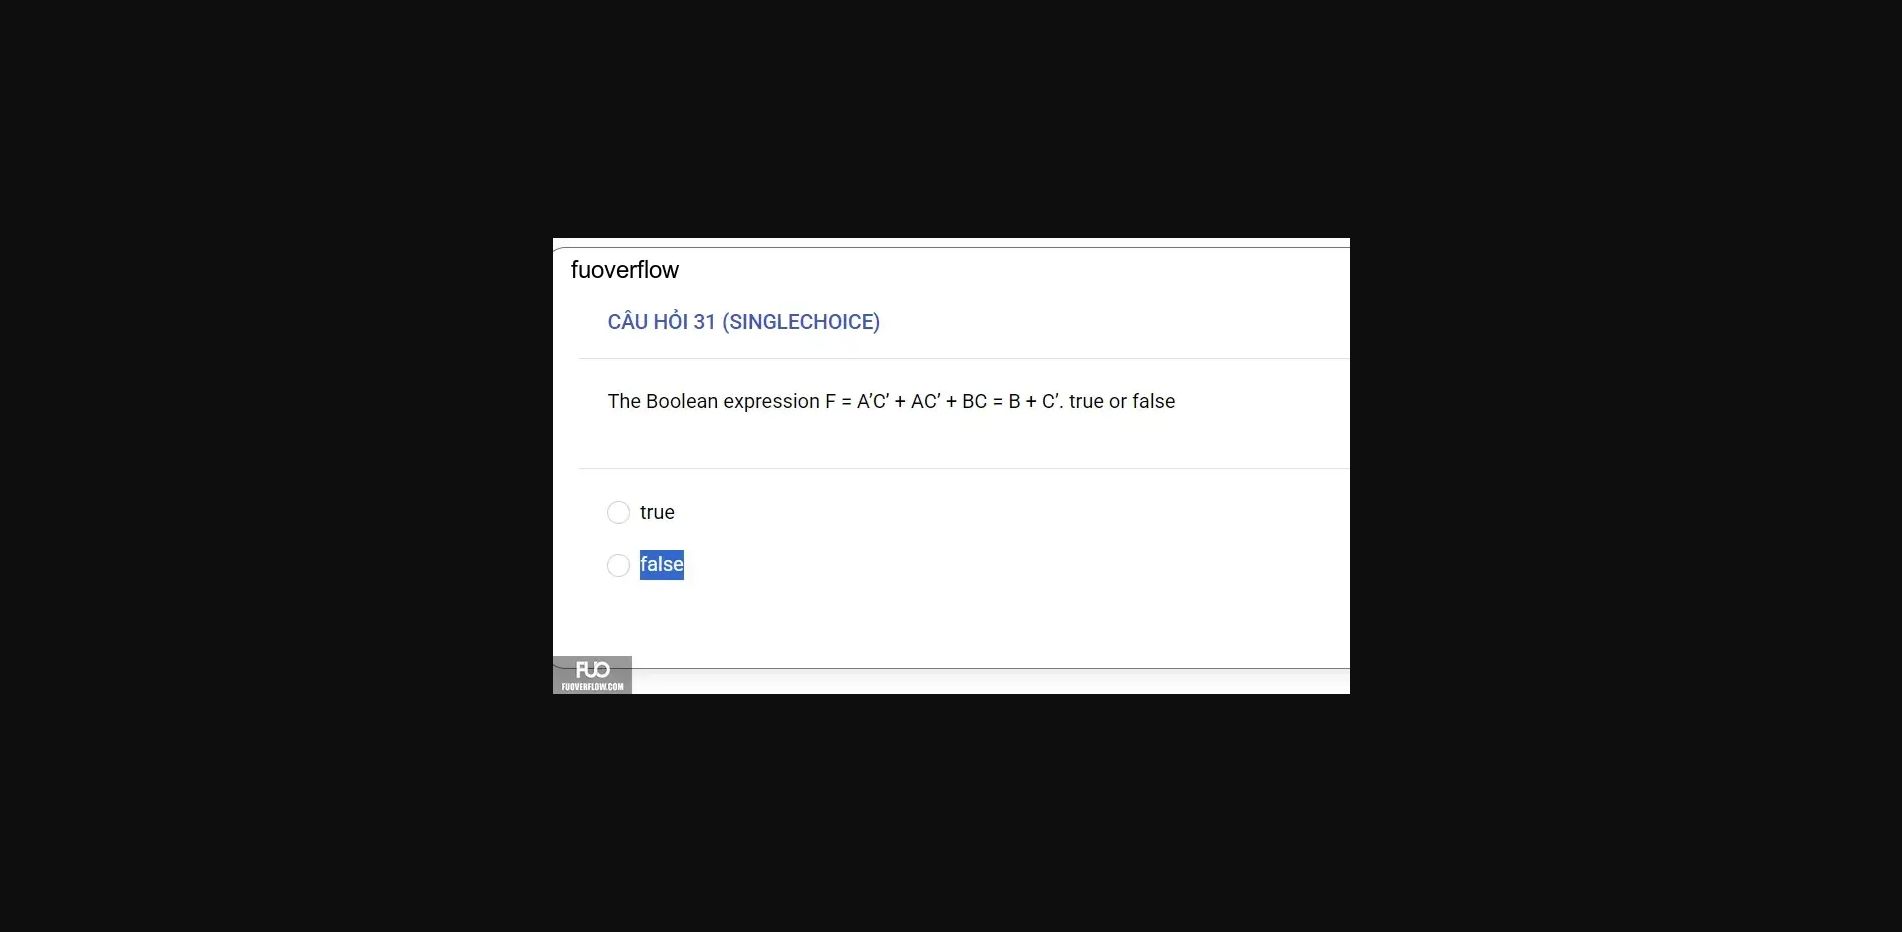 fuoverflow
CÂU HỎI 31 (SINGLECHOICE)
The Boolean expression F = A’C’ + AC’ + BC = B + C’. true or false
true
false
FUO
FUOVERFLOW.COM